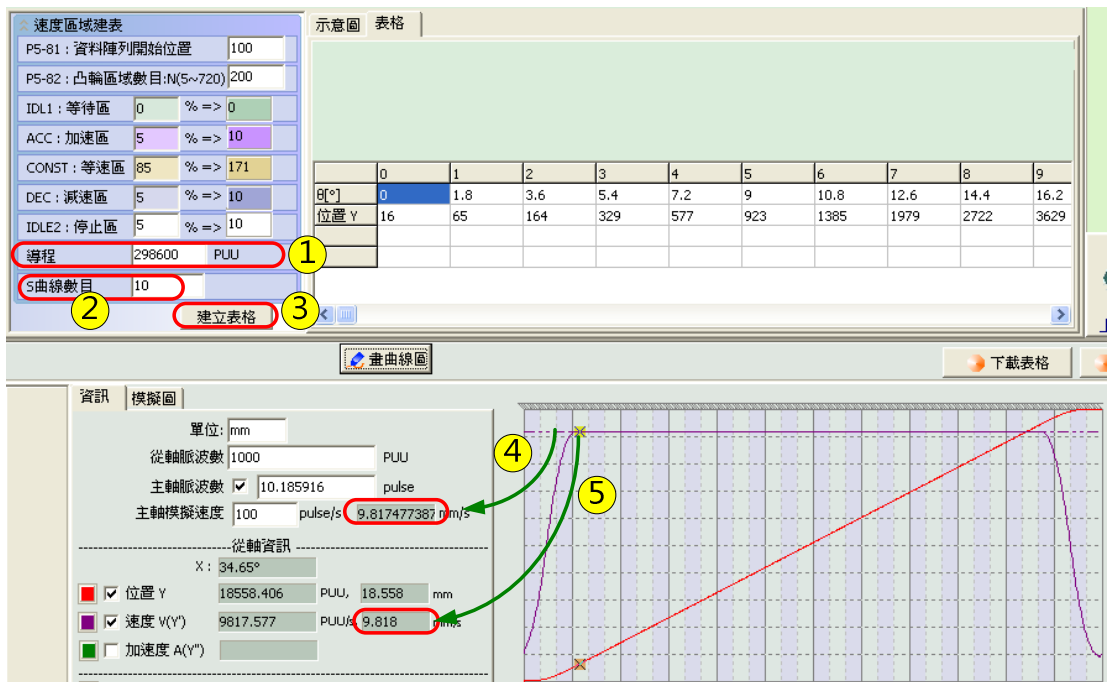 速度區域建表
P5-81：資料陣列開始位置 100
P5-82：凸輪區域數目:N(5~720) 200
IDL1：等待區 0 % => 0
ACC：加速區 5 % => 10
CONST：等速區 85 % => 171
DEC：減速區 5 % => 10
IDLE2：停止區 5 % => 10
導程 298600 PUU 1
S曲線數目 10
2 建立表格 3
示意圖 表格
0 1 2 3 4 5 6 7 8 9
θ[°] 0 1.8 3.6 5.4 7.2 9 10.8 12.6 14.4 16.2
位置 Y 16 65 164 329 577 923 1385 1979 2722 3629
畫曲線圖 下載表格
資訊 模擬圖
單位: mm
從軸脈波數 1000 PUU
主軸脈波數 10.185916 pulse
主軸模擬速度 100 pulse/s 9.817477387 mm/s
4
5
從軸資訊
X： 34.65°
位置 Y 18558.406 PUU, 18.558 mm
速度 V(Y') 9817.577 PUU/s 9.818 mm/s
加速度 A(Y")